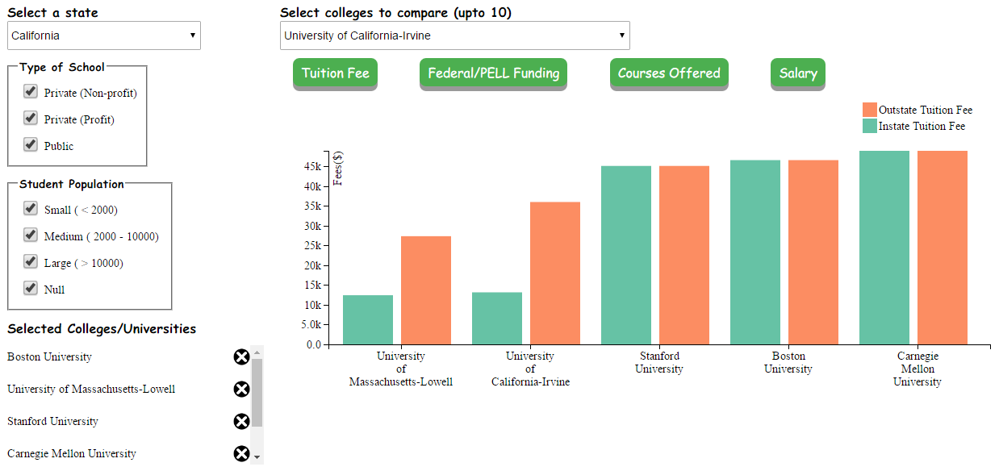 Select a state
California
Type of School
Private (Non-profit)
Private (Profit)
Public
Student Population
Small ( < 2000)
Medium ( 2000 - 10000)
Large ( > 10000)
Null
Selected Colleges/Universities
Boston University
University of Massachusetts-Lowell
Stanford University
Carnegie Mellon University
Select colleges to compare (upto 10)
University of California-Irvine
Tuition Fee
Federal/PELL Funding
Courses Offered
Salary
Outstate Tuition Fee
Instate Tuition Fee
Fees($)
45k
40k
35k
30k
25k
20k
15k
10k
5.0k
0.0
University
of
Massachusetts-Lowell
University
of
California-Irvine
Stanford
University
Boston
University
Carnegie
Mellon
University